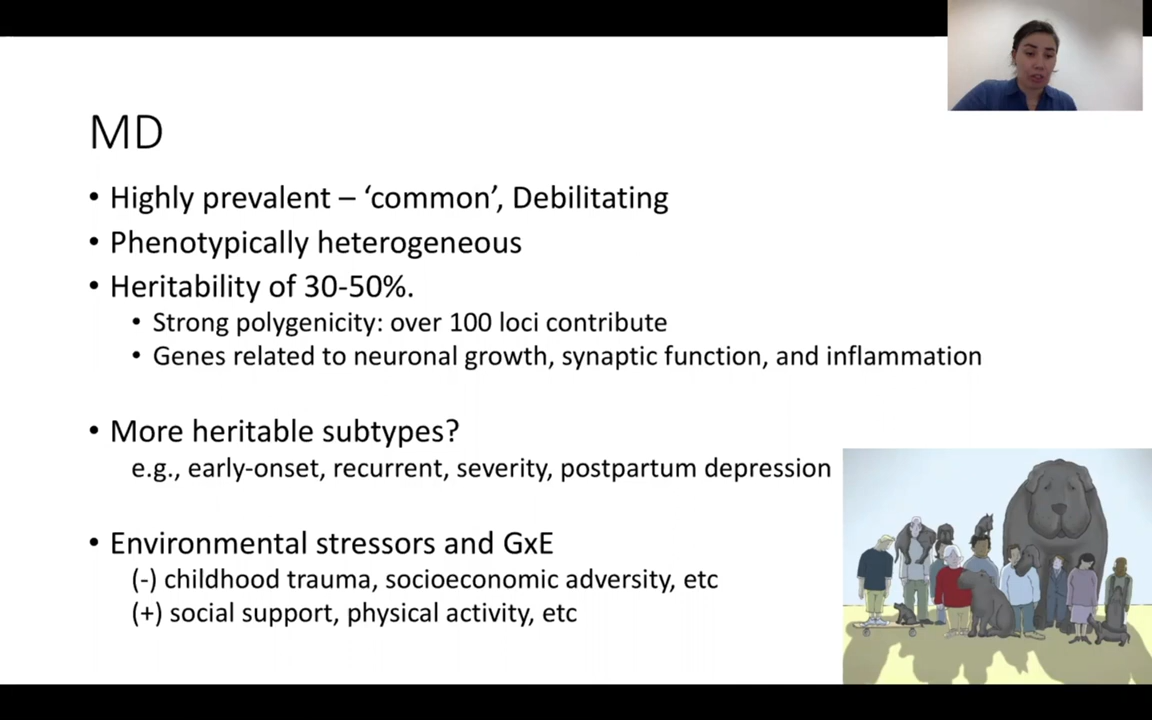 MD
• Highly prevalent – ‘common’, Debilitating
• Phenotypically heterogeneous
• Heritability of 30-50%.
• Strong polygenicity: over 100 loci contribute
• Genes related to neuronal growth, synaptic function, and inflammation
• More heritable subtypes?
e.g., early-onset, recurrent, severity, postpartum depression
• Environmental stressors and GxE
(-) childhood trauma, socioeconomic adversity, etc
(+) social support, physical activity, etc